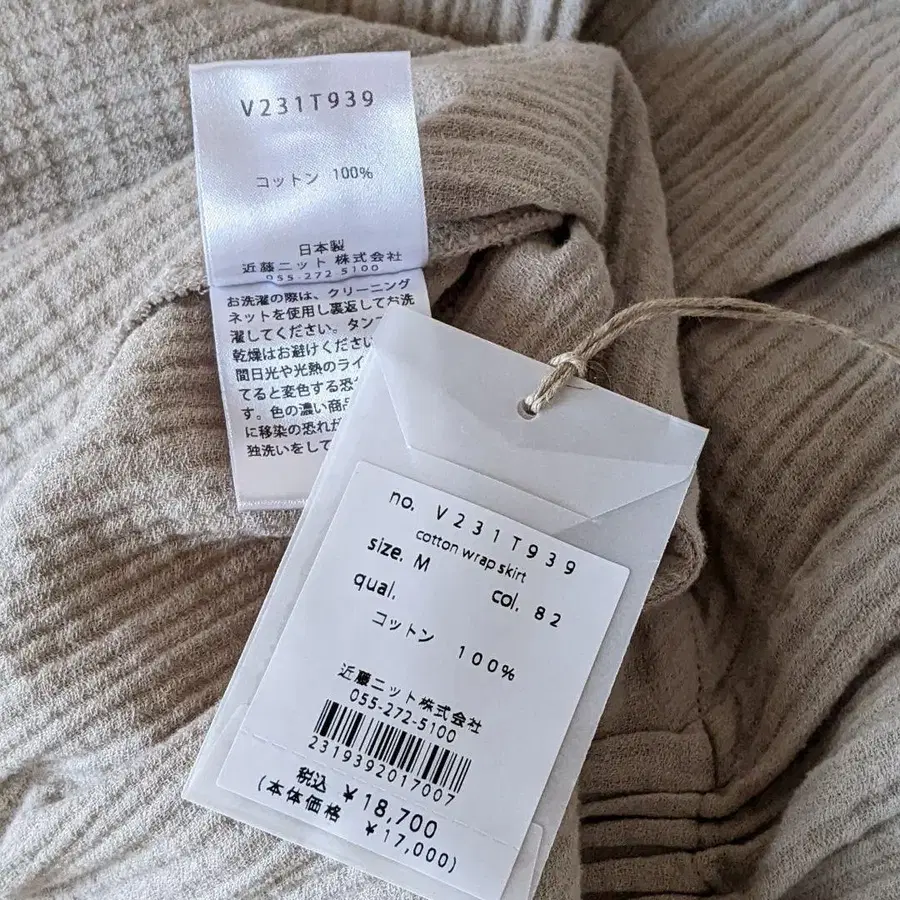 V231T939
コットン 100%
日本製
近藤ニット 株式会社
055-272-5100
お洗濯の際は、クリーニング
ネットを使用し裏返してお洗
濯してください。タン
乾燥はお避けください
間日光や光熱のライ
てると変色する恐
す。色の濃い商品
に移染の恐れが
独洗いをして
no. V231T939
cotton wrap skirt
size. M
col. 82
qual.
コットン 100%
近藤ニット株式会社
055-272-5100
2319392017007
税込 ¥18,700
(本体価格 ¥17,000)